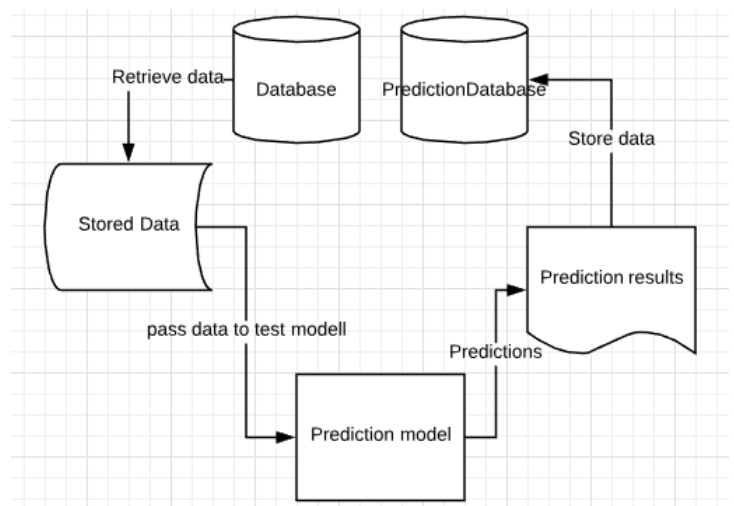 Retrieve data
Database
PredictionDatabase
Store data
Stored Data
Prediction results
pass data to test modell
Predictions
Prediction model